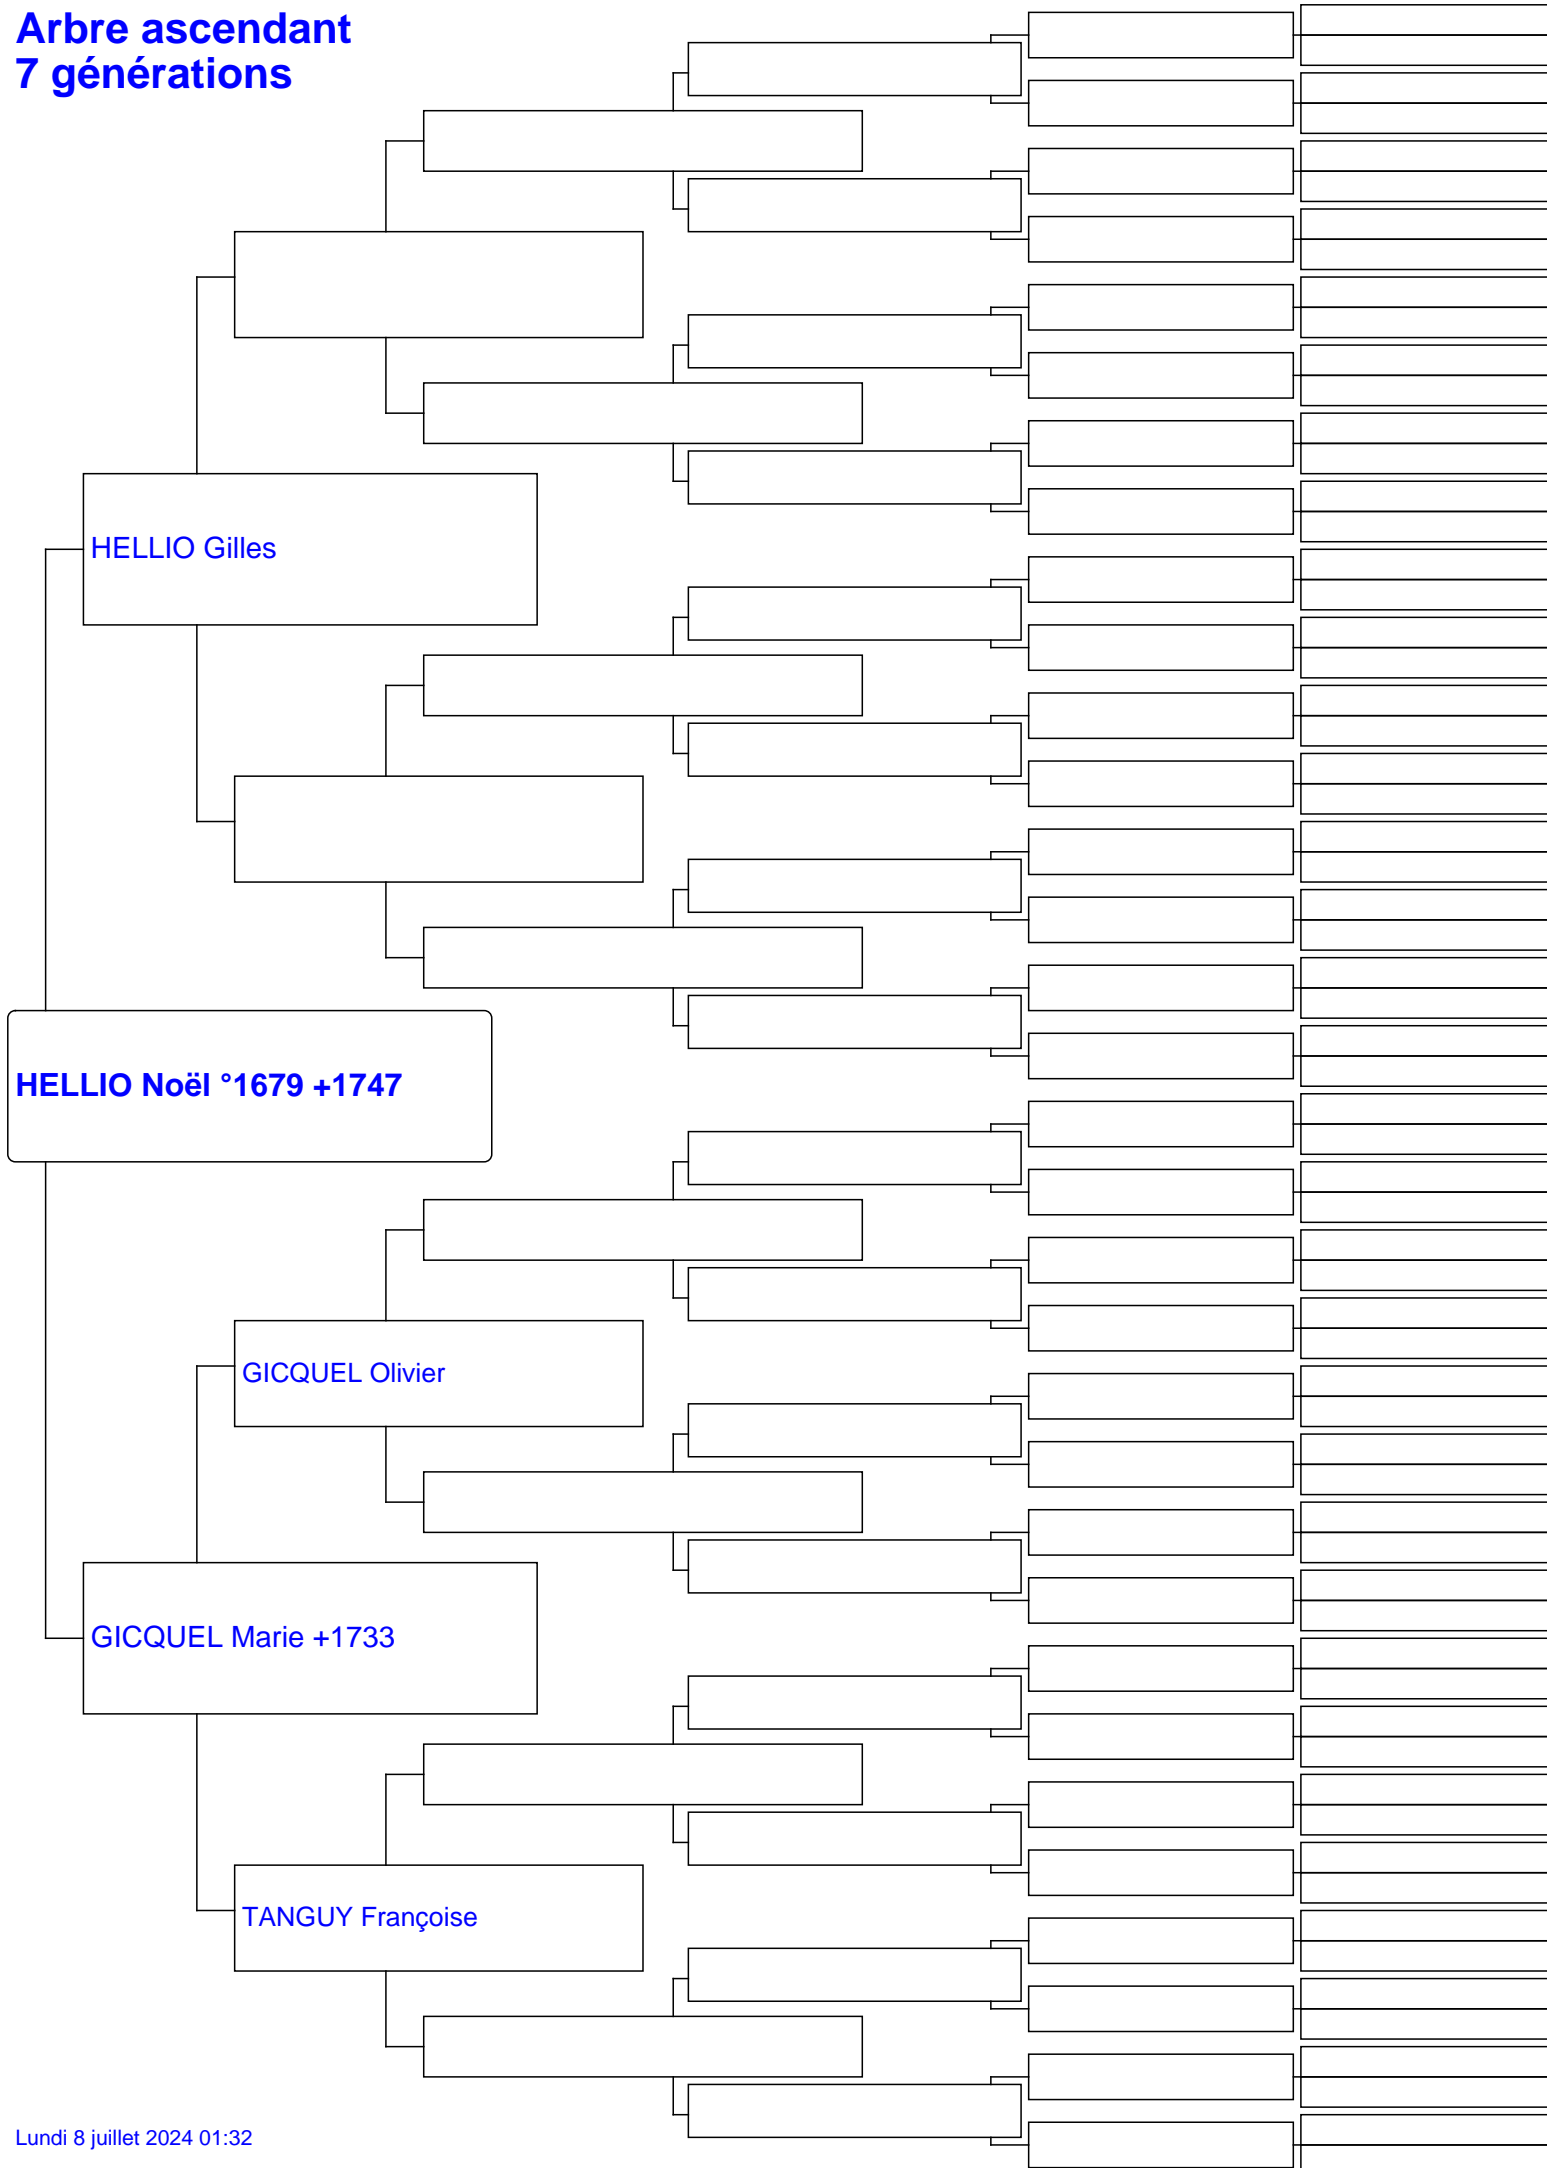 Arbre ascendant
7 générations
HELLIO Gilles
HELLIO Noël °1679 +1747
GICQUEL Olivier
GICQUEL Marie +1733
TANGUY Françoise
Lundi 8 juillet 2024 01:32